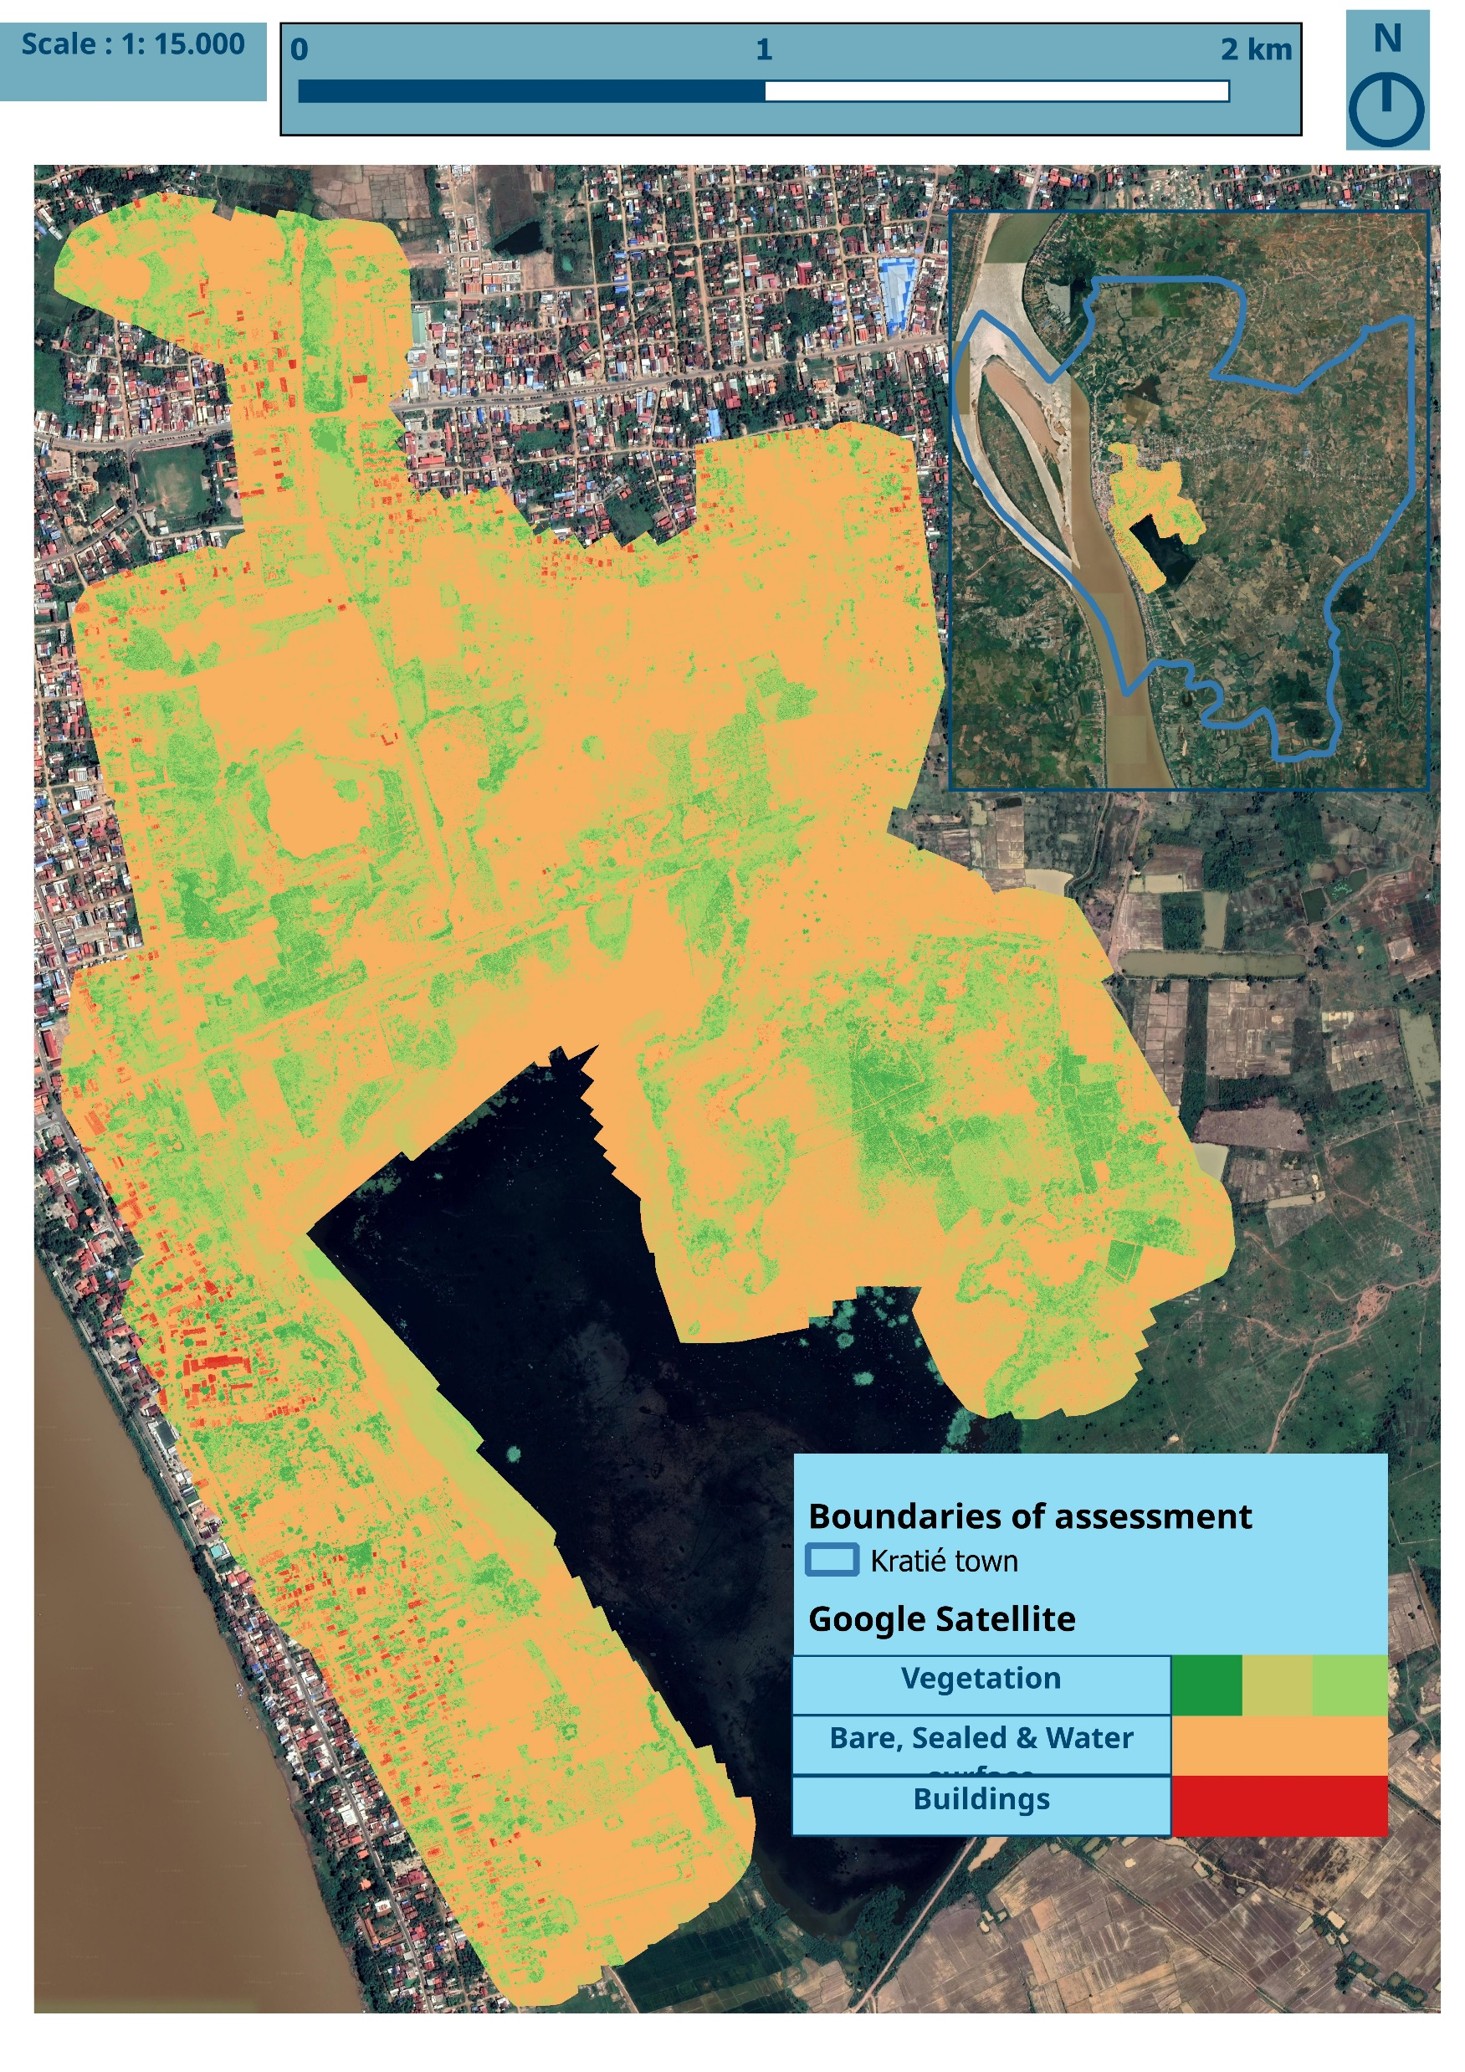 Scale : 1: 15.000
0 1 2 km
N
Boundaries of assessment
Kratié town
Google Satellite
Vegetation
Bare, Sealed & Water
surface
Buildings